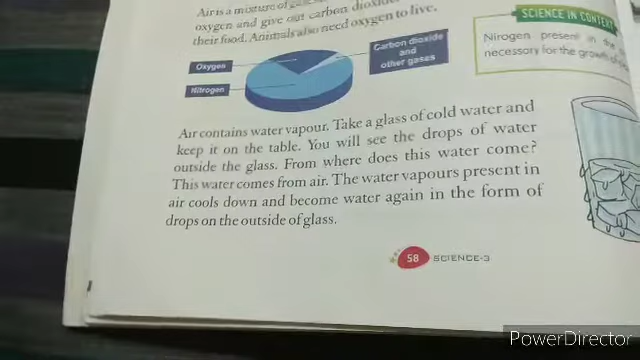 Air is a mixture of
oxygen and give out carbon dioxide
their food. Animals also need oxygen to live.
Oxygen
Nitrogen
Carbon dioxide
and
other gases
SCIENCE IN CONTEXT
Nirogen present in the
necessary for the growth of
Air contains water vapour. Take a glass of cold water and
keep it on the table. You will see the drops of water
outside the glass. From where does this water come?
This water comes from air. The water vapours present in
air cools down and become water again in the form of
drops on the outside of glass.
58 SCIENCE-3
PowerDirector